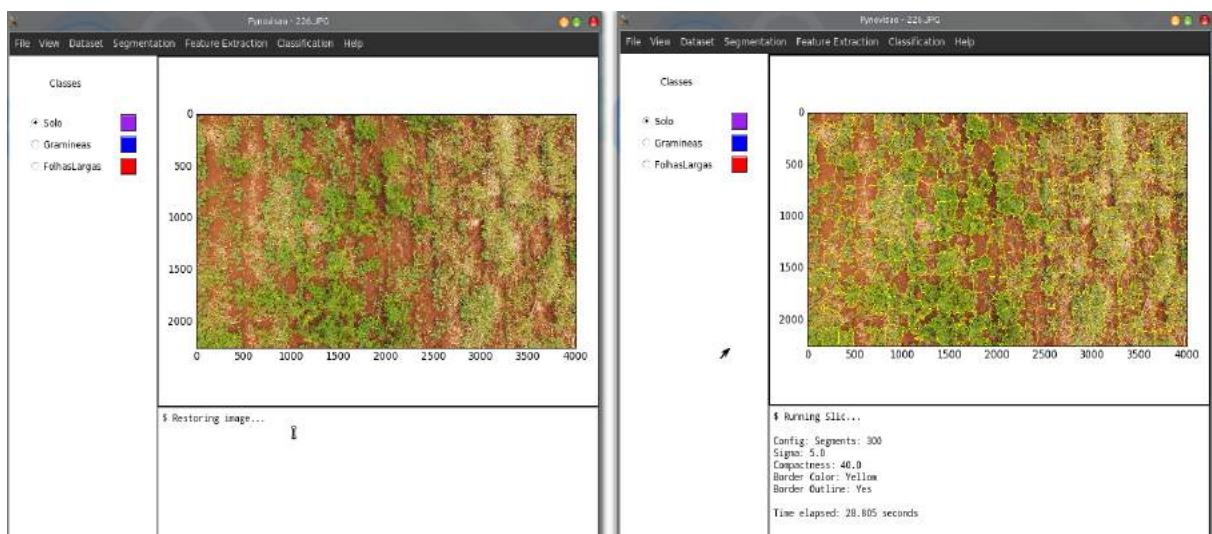 Pynovisao - 226.JPG
File View Dataset Segmentation Feature Extraction Classification Help
Classes
Solo
Gramineas
FolhasLargas
0
500
1000
1500
2000
0 500 1000 1500 2000 2500 3000 3500 4000
$ Restoring image...
Pynovisao - 226.JPG
File View Dataset Segmentation Feature Extraction Classification Help
Classes
Solo
Gramineas
FolhasLargas
0
500
1000
1500
2000
0 500 1000 1500 2000 2500 3000 3500 4000
$ Running Slic...
Config: Segments: 300
Sigma: 5.0
Compactness: 40.0
Border Color: Yellow
Border Outline: Yes
Time elapsed: 28.805 seconds